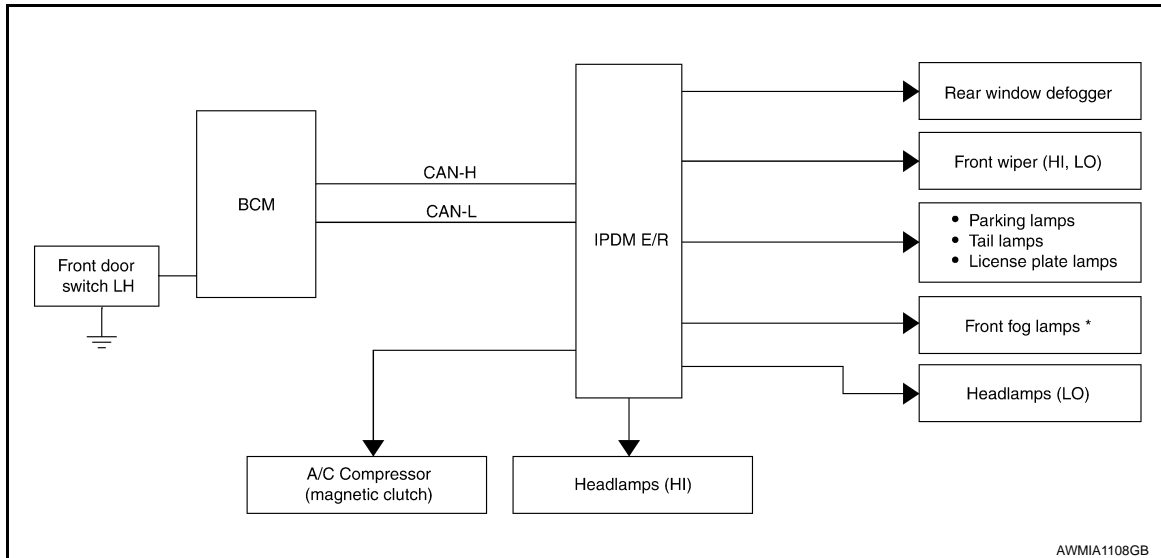 Rear window defogger
Front wiper (HI, LO)
CAN-H
BCM
CAN-L
IPDM E/R
• Parking lamps
• Tail lamps
• License plate lamps
Front door
switch LH
Front fog lamps *
Headlamps (LO)
A/C Compressor
(magnetic clutch)
Headlamps (HI)
AWMIA1108GB